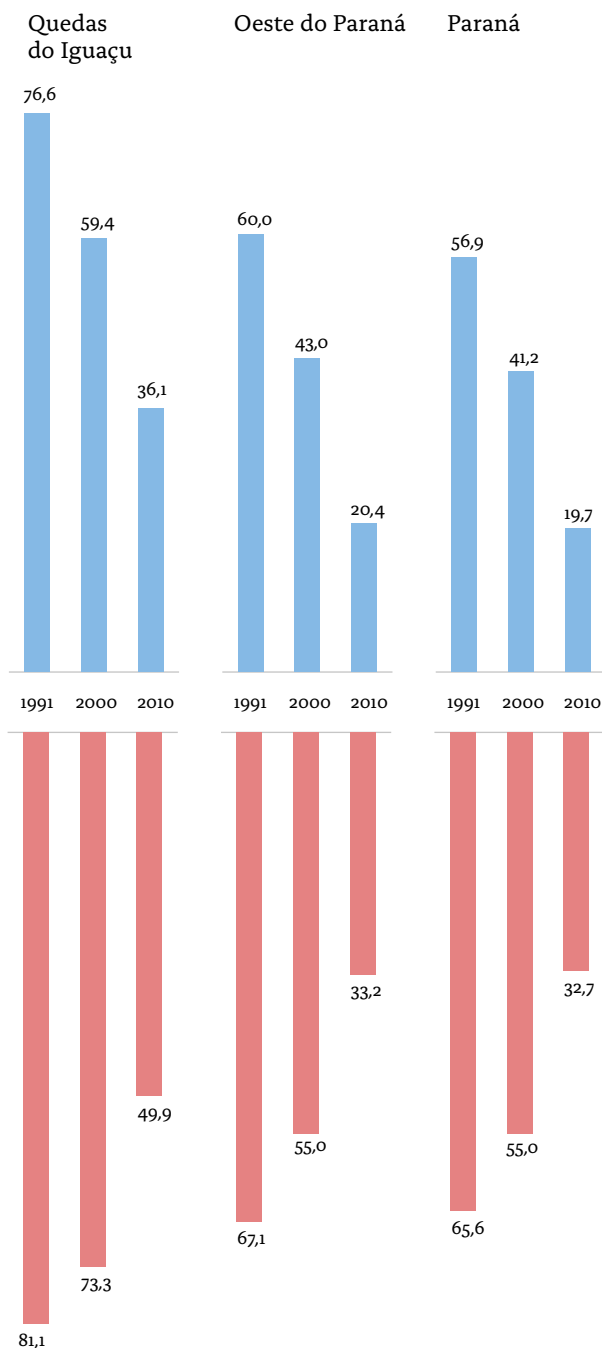 Quedas
do Iguaçu
Oeste do Paraná
Paraná
76,6
59,4
36,1
60,0
43,0
20,4
56,9
41,2
19,7
1991 2000 2010
1991 2000 2010
1991 2000 2010
81,1
73,3
49,9
67,1
55,0
33,2
65,6
55,0
32,7